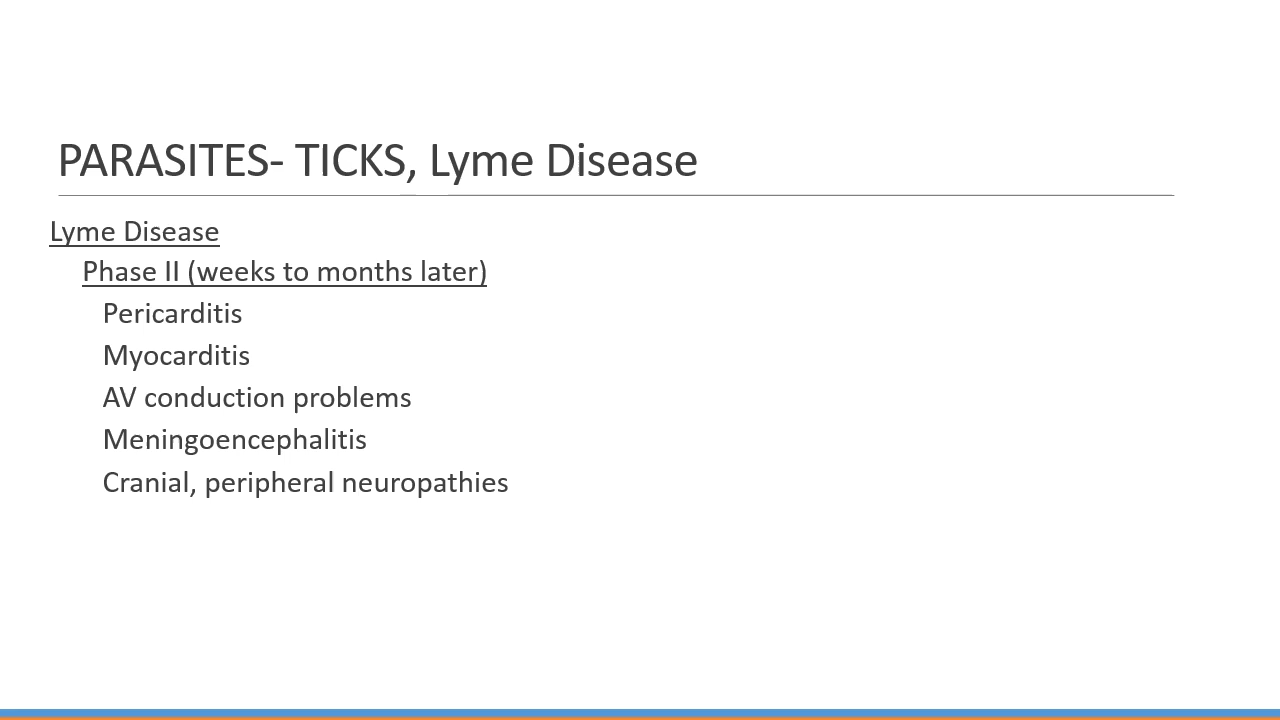 PARASITES- TICKS, Lyme Disease
Lyme Disease
Phase II (weeks to months later)
Pericarditis
Myocarditis
AV conduction problems
Meningoencephalitis
Cranial, peripheral neuropathies